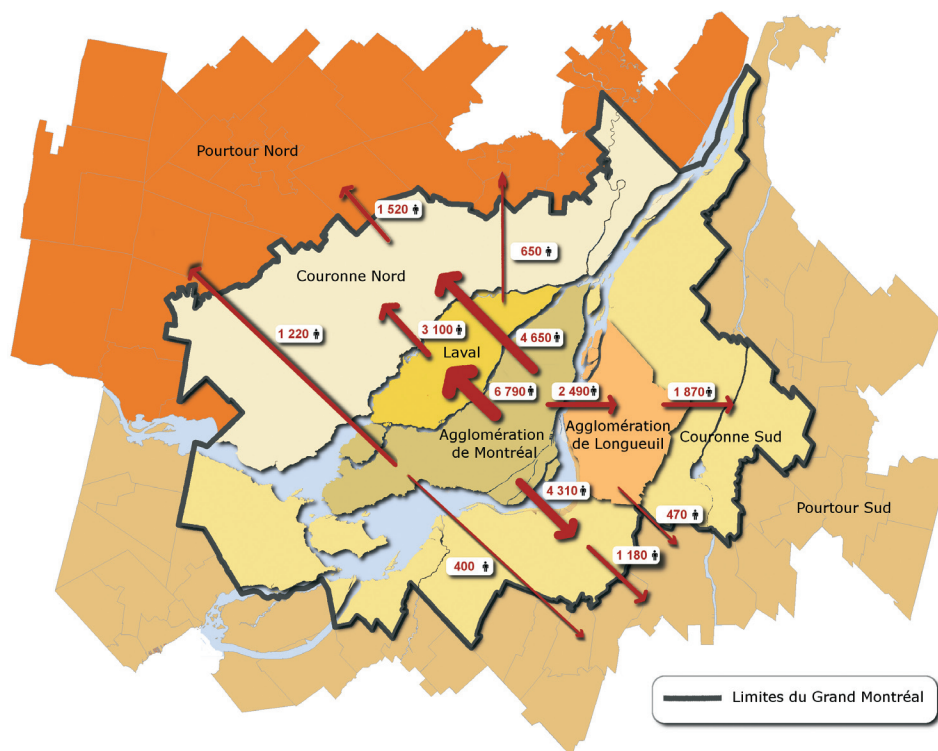 Pourtour Nord
1 520
650
Couronne Nord
1 220
3 100
4 650
Laval
6 790
2 490
1 870
Agglomération
de Montréal
Agglomération
de Longueuil
Couronne Sud
4 310
470
Pourtour Sud
1 180
400
Limites du Grand Montréal